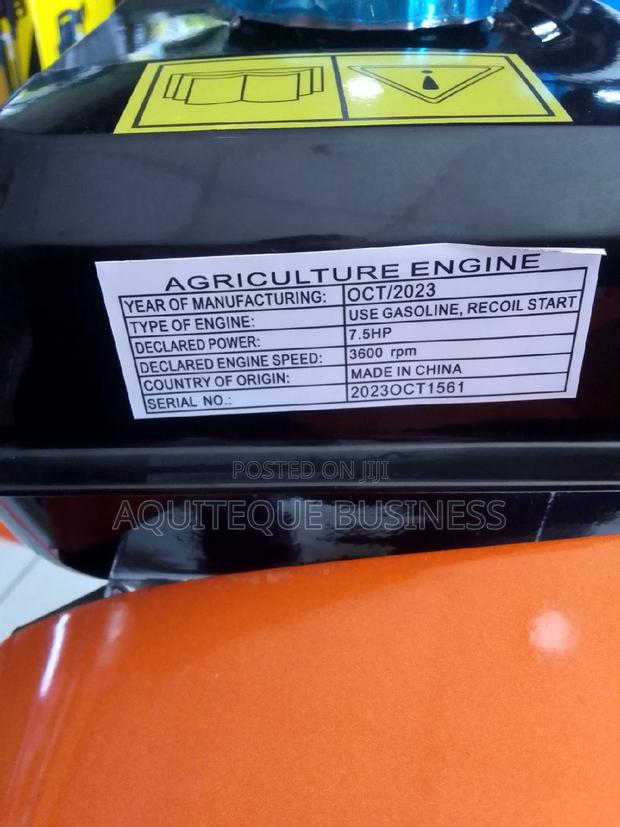 AGRICULTURE ENGINE
YEAR OF MANUFACTURING: OCT/2023
TYPE OF ENGINE: USE GASOLINE, RECOIL START
DECLARED POWER: 7.5HP
DECLARED ENGINE SPEED: 3600 rpm
COUNTRY OF ORIGIN: MADE IN CHINA
SERIAL NO.: 2023OCT1561
POSTED ON JIJI
AQUITEQUE BUSINESS